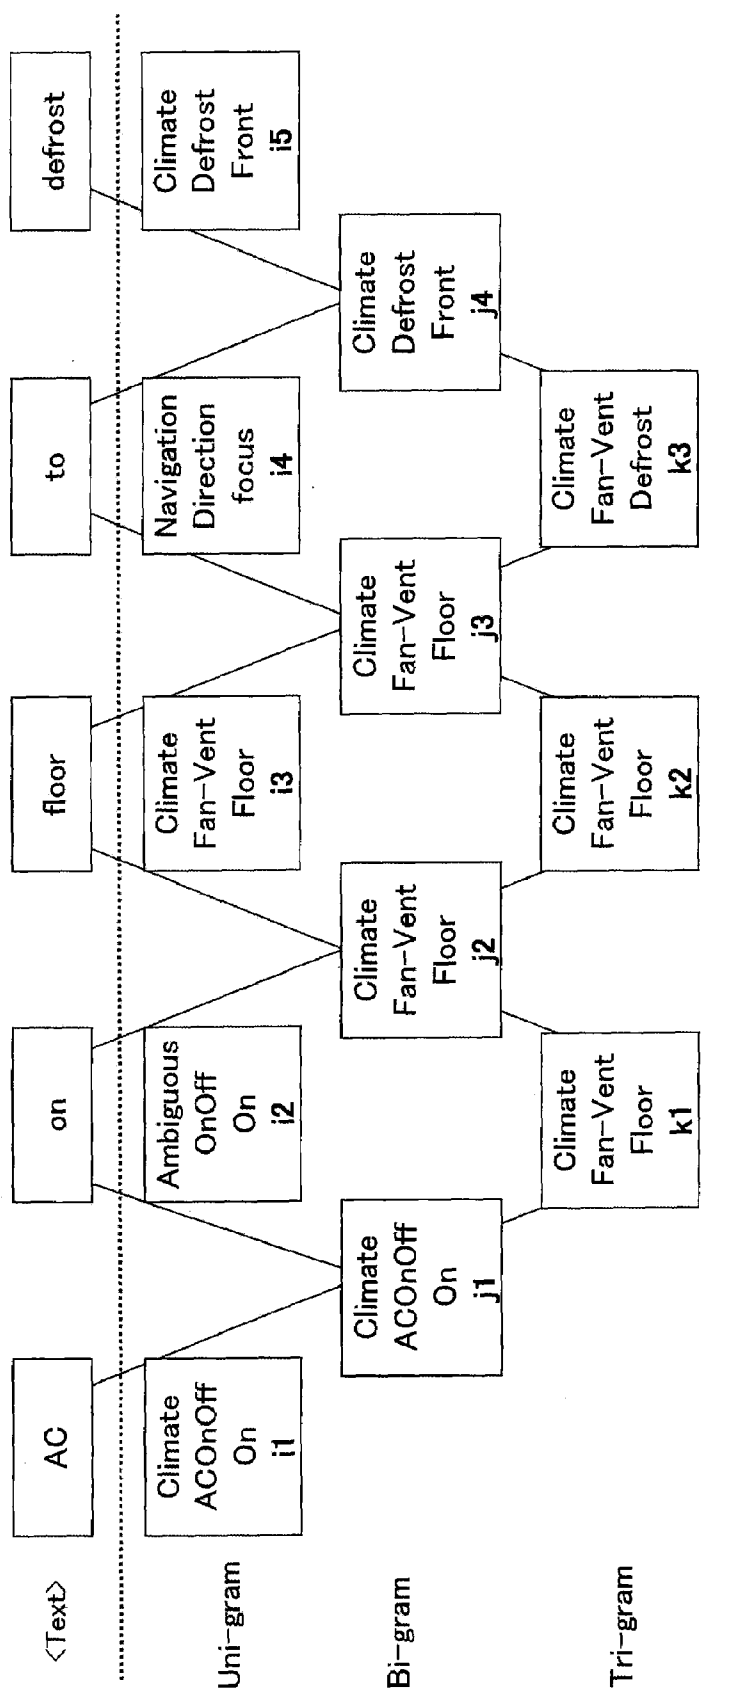 <Text>
AC
on
floor
to
defrost
Uni-gram
Climate
ACOnOff
On
i1
Ambiguous
OnOff
On
i2
Climate
Fan-Vent
Floor
i3
Navigation
Direction
focus
i4
Climate
Defrost
Front
i5
Bi-gram
Climate
ACOnOff
On
j1
Climate
Fan-Vent
Floor
j2
Climate
Fan-Vent
Floor
j3
Climate
Defrost
Front
j4
Tri-gram
Climate
Fan-Vent
Floor
k1
Climate
Fan-Vent
Floor
k2
Climate
Fan-Vent
Defrost
k3